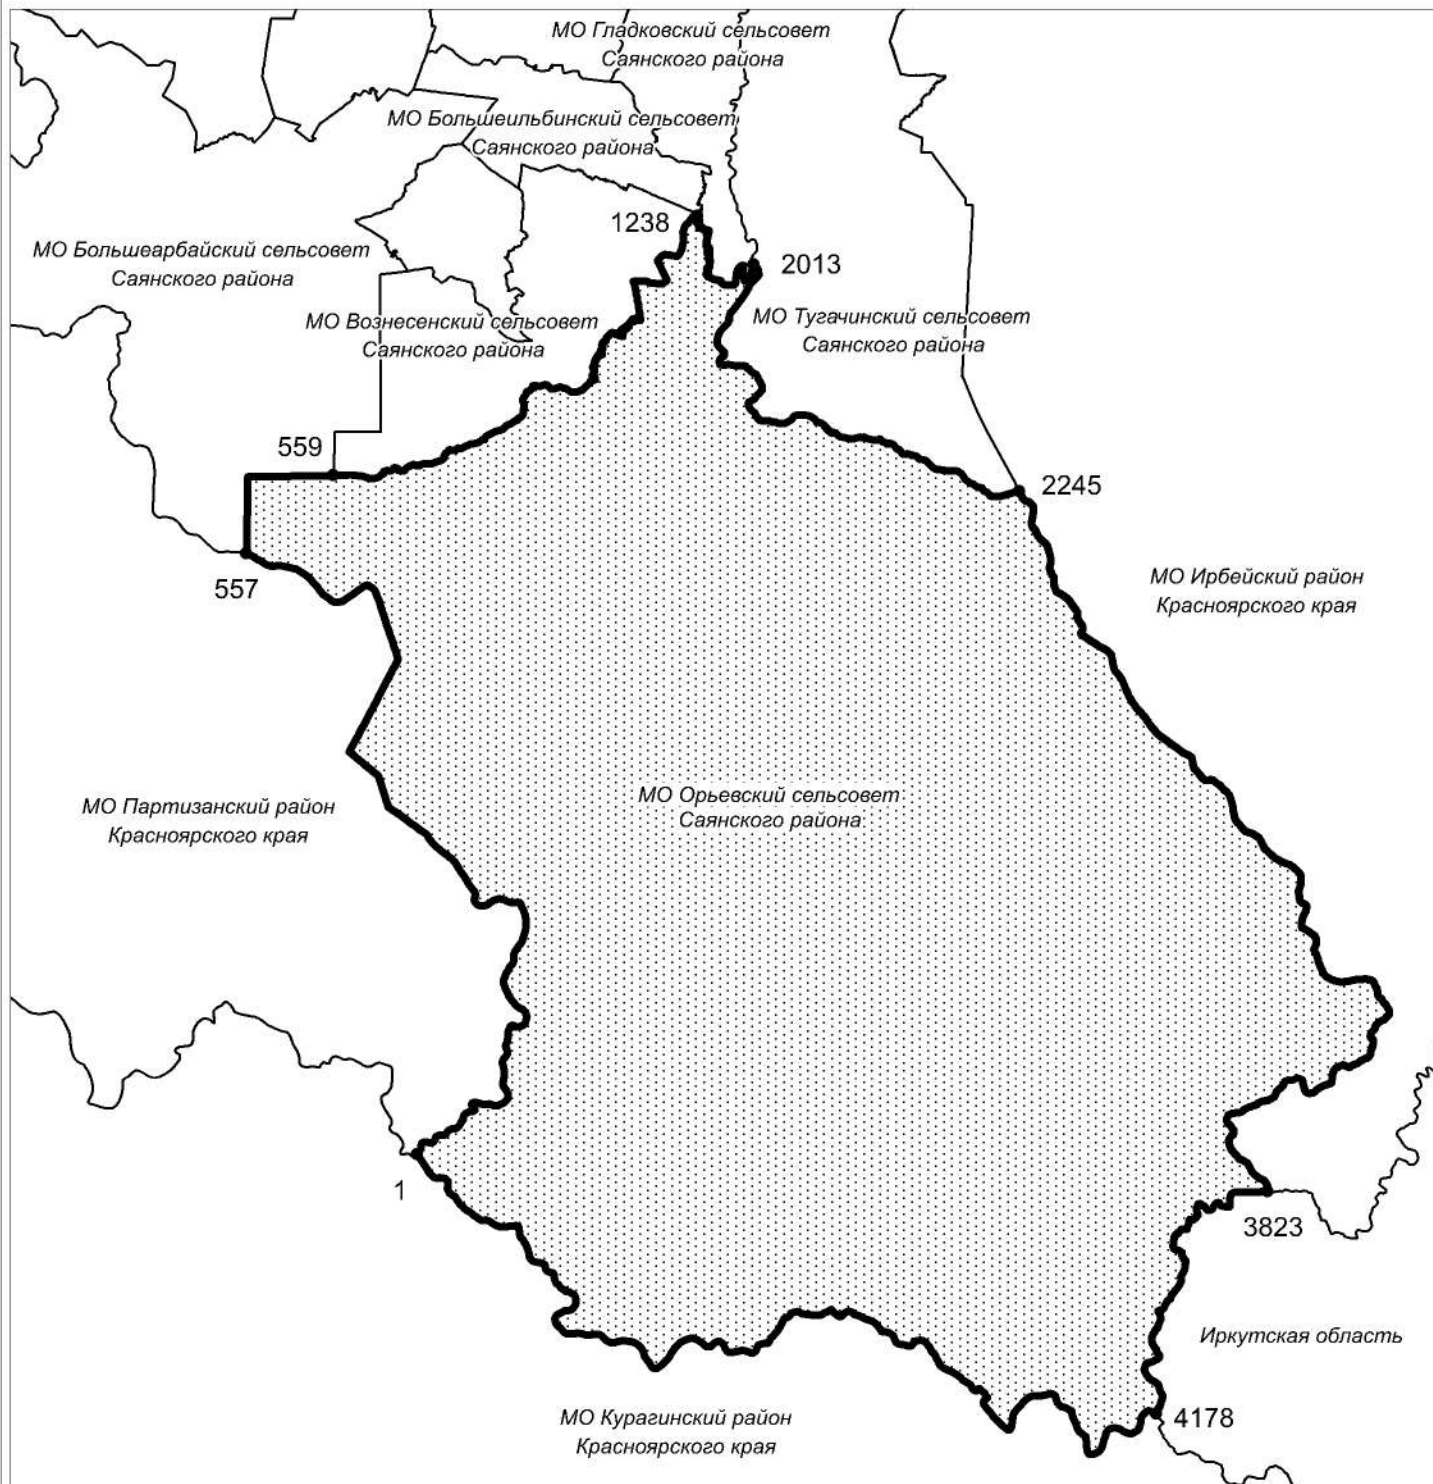 МО Гладковский сельсовет
Саянского района
МО Большеильбинский сельсовет
Саянского района
1238
МО Большеарбайский сельсовет
Саянского района
2013
МО Вознесенский сельсовет
Саянского района
МО Тугачинский сельсовет
Саянского района
559
2245
557
МО Ирбейский район
Красноярского края
МО Партизанский район
Красноярского края
МО Орьевский сельсовет
Саянского района
1
3823
Иркутская область
МО Курагинский район
Красноярского края
4178